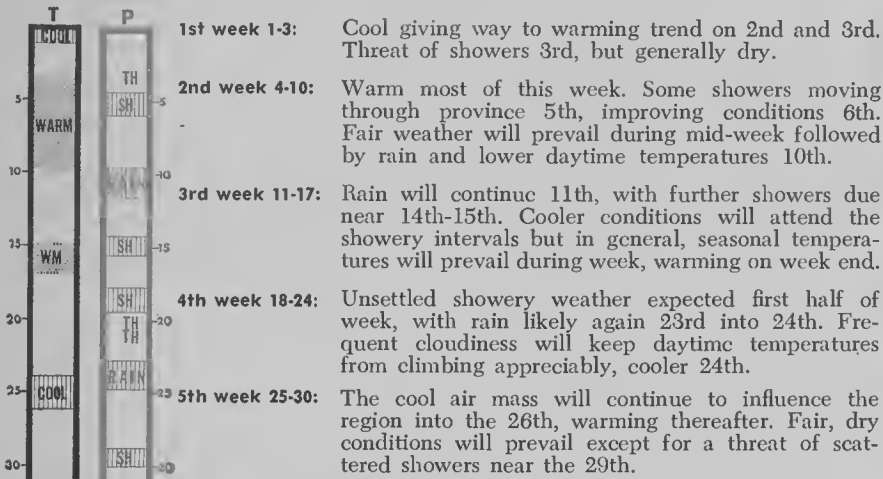 T P
COOL
1st week 1-3: Cool giving way to warming trend on 2nd and 3rd.
Threat of showers 3rd, but generally dry.
TH
2nd week 4-10: Warm most of this week. Some showers moving
5- SH -5
through province 5th, improving conditions 6th.
WARM
Fair weather will prevail during mid-week followed
by rain and lower daytime temperatures 10th.
10- -10
3rd week 11-17: Rain will continue 11th, with further showers due
near 14th-15th. Cooler conditions will attend the
15- WM SH -15
showery intervals but in general, seasonal tempera-
tures will prevail during week, warming on week end.
4th week 18-24: Unsettled showery weather expected first half of
SH
20- TH -20
week, with rain likely again 23rd into 24th. Fre-
TH
quent cloudiness will keep daytime temperatures
from climbing appreciably, cooler 24th.
RAIN
25- COOL -25
5th week 25-30: The cool air mass will continue to influence the
region into the 26th, warming thereafter. Fair, dry
conditions will prevail except for a threat of scat-
30- SH
tered showers near the 29th.